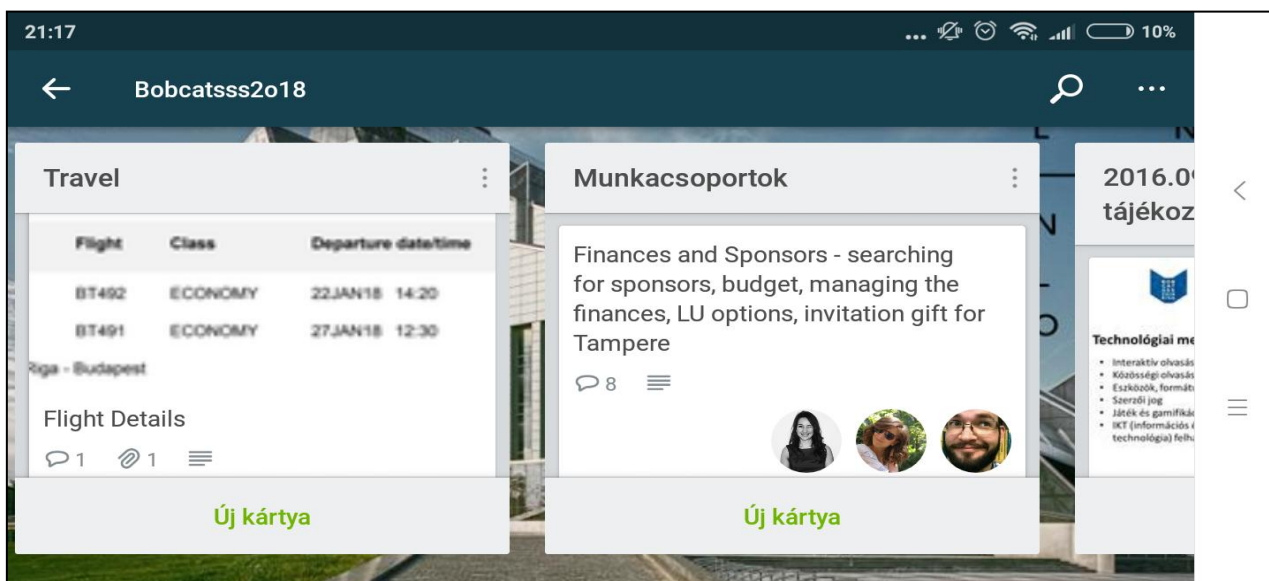 21:17
10%
Bobcatsss2o18
Travel
Flight Class Departure date/time
BT492 ECONOMY 22JAN18 14:20
BT491 ECONOMY 27JAN18 12:30
Riga - Budapest
Flight Details
1 1
Új kártya
Munkacsoportok
Finances and Sponsors - searching
for sponsors, budget, managing the
finances, LU options, invitation gift for
Tampere
8
Új kártya
tájékoz
Technológiai me
Interaktív olvasás
Közösségi olvasás
Eszközök, formátu
Szerzői jog
Játék és gamifiká
IKT (információs é
technológia) felh
L N
N
O